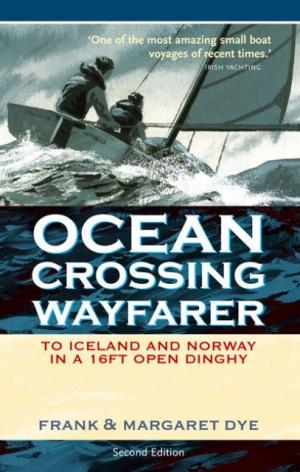 'One of the most amazing small boat
voyages of recent times.'
IRISH YACHTING
OCEAN
CROSSING
WAYFARER
TO ICELAND AND NORWAY
IN A 16FT OPEN DINGHY
FRANK & MARGARET DYE
Second Edition